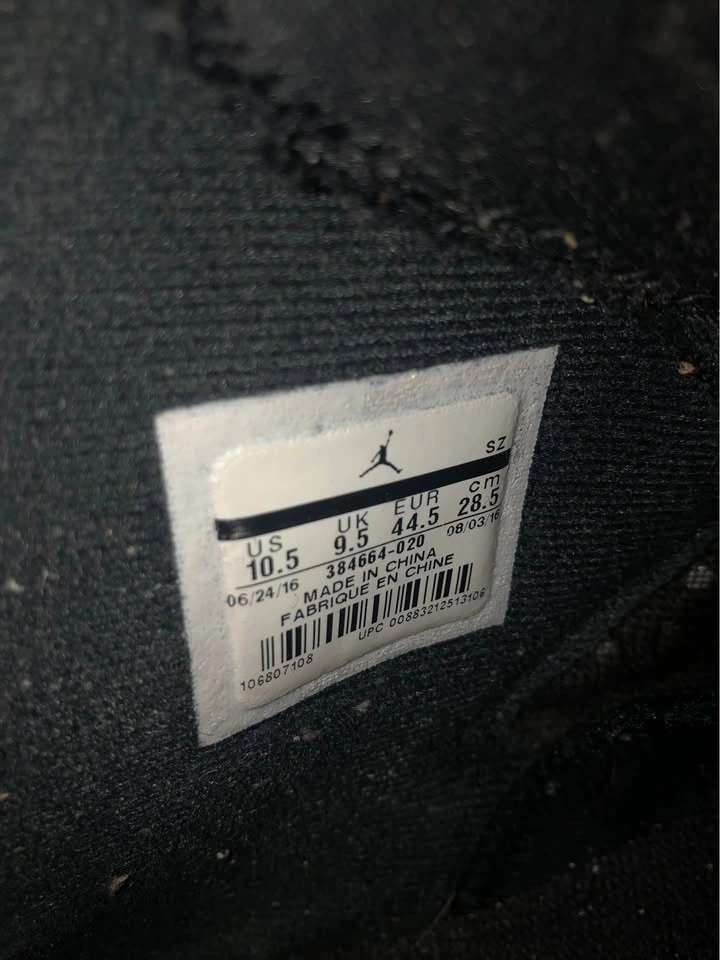 SZ
US UK EUR cm
10.5 9.5 44.5 28.5
06/24/16 384664-020 08/03/16
MADE IN CHINA
FABRIQUE EN CHINE
UPC 00883212513106
106807108